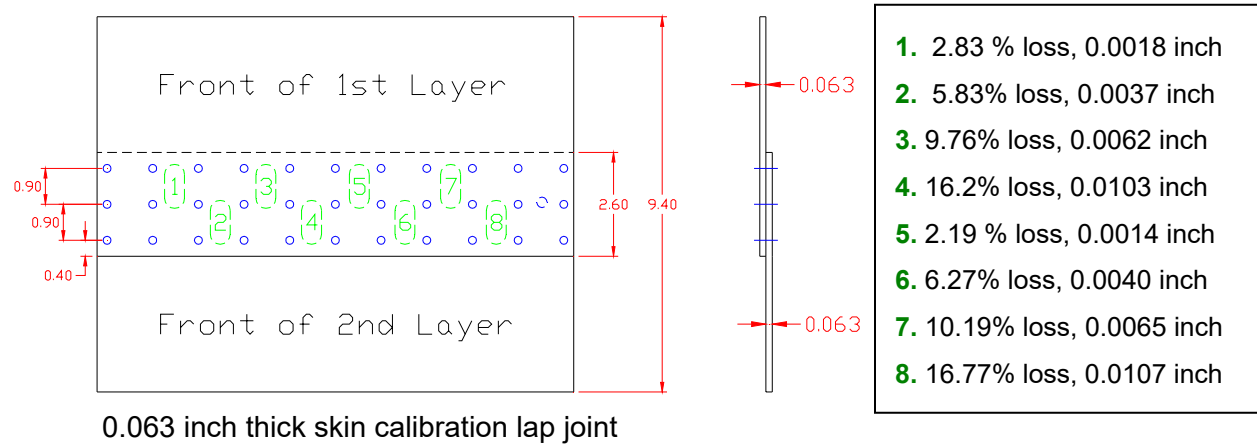 Front of 1st Layer
0.063
0.90
1
3
5
7
2.60
9.40
0.90
2
4
6
8
0.40
Front of 2nd Layer
0.063
0.063 inch thick skin calibration lap joint
1. 2.83 % loss, 0.0018 inch
2. 5.83% loss, 0.0037 inch
3. 9.76% loss, 0.0062 inch
4. 16.2% loss, 0.0103 inch
5. 2.19 % loss, 0.0014 inch
6. 6.27% loss, 0.0040 inch
7. 10.19% loss, 0.0065 inch
8. 16.77% loss, 0.0107 inch